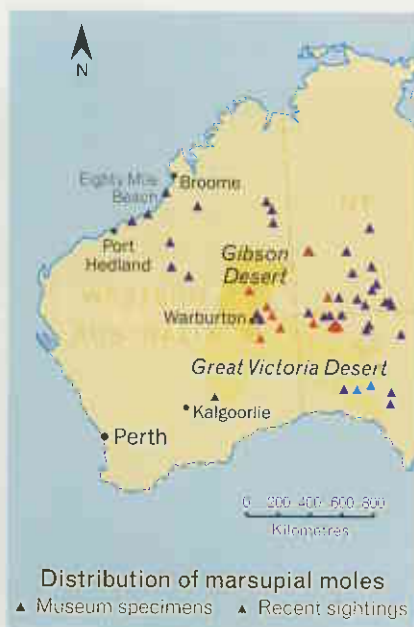 N
Eighty Mile
Beach
Broome
Port
Hedland
Gibson
Desert
Warburton
Great Victoria Desert
Kalgoorlie
Perth
0 200 400 600 800
Kilometres
Distribution of marsupial moles
Museum specimens Recent sightings